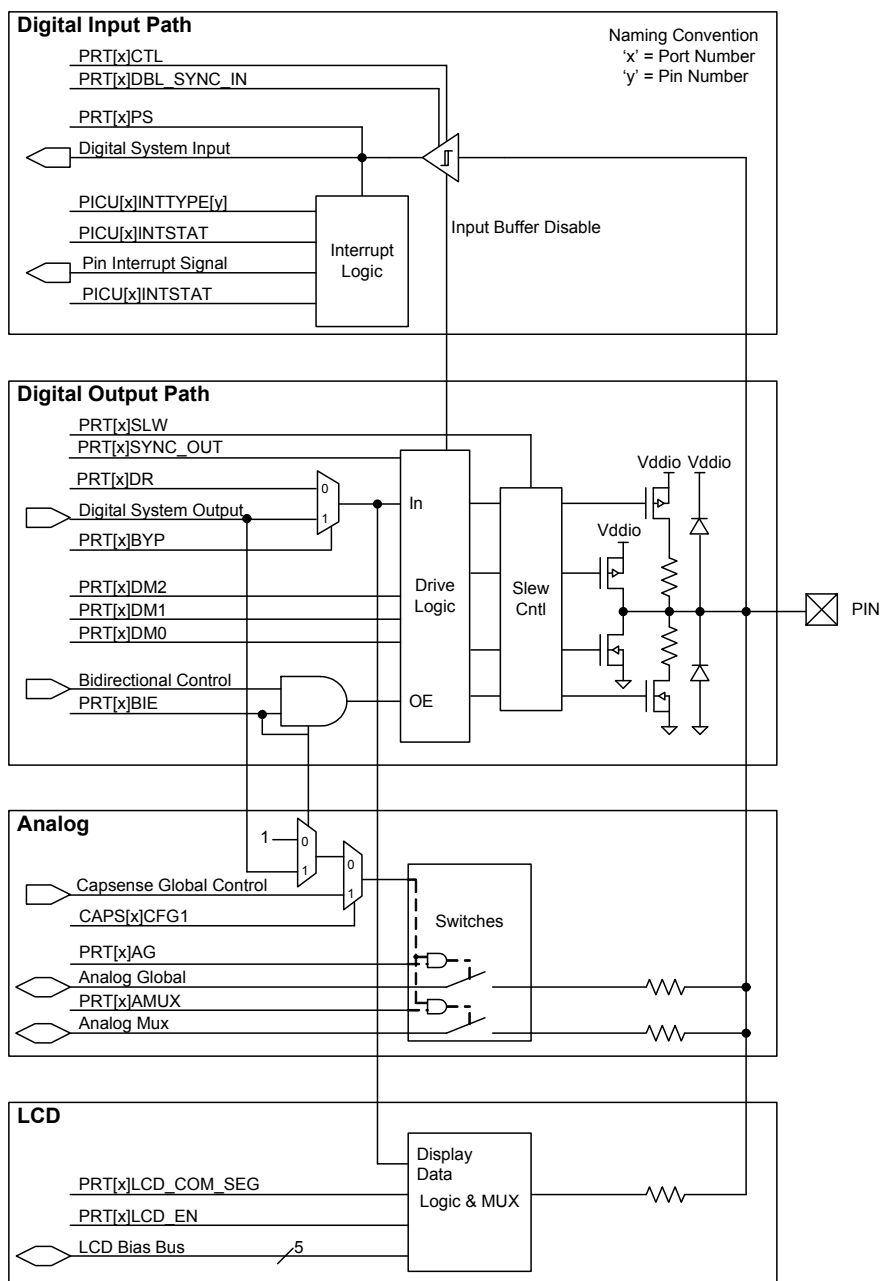 Digital Input Path
Naming Convention
‘x’ = Port Number
‘y’ = Pin Number
PRT[x]CTL
PRT[x]DBL_SYNC_IN
PRT[x]PS
Digital System Input
PICU[x]INTTYPE[y]
PICU[x]INTSTAT
Pin Interrupt Signal
PICU[x]INTSTAT
Interrupt
Logic
Input Buffer Disable
Digital Output Path
PRT[x]SLW
PRT[x]SYNC_OUT
PRT[x]DR
Digital System Output
PRT[x]BYP
0
1
PRT[x]DM2
PRT[x]DM1
PRT[x]DM0
Bidirectional Control
PRT[x]BIE
In
Drive
Logic
OE
Slew
Cntl
Vddio Vddio
Vddio
PIN
Analog
1
0
1
0
1
Capsense Global Control
CAPS[x]CFG1
Switches
PRT[x]AG
Analog Global
PRT[x]AMUX
Analog Mux
LCD
Display
Data
Logic & MUX
PRT[x]LCD_COM_SEG
PRT[x]LCD_EN
LCD Bias Bus
5